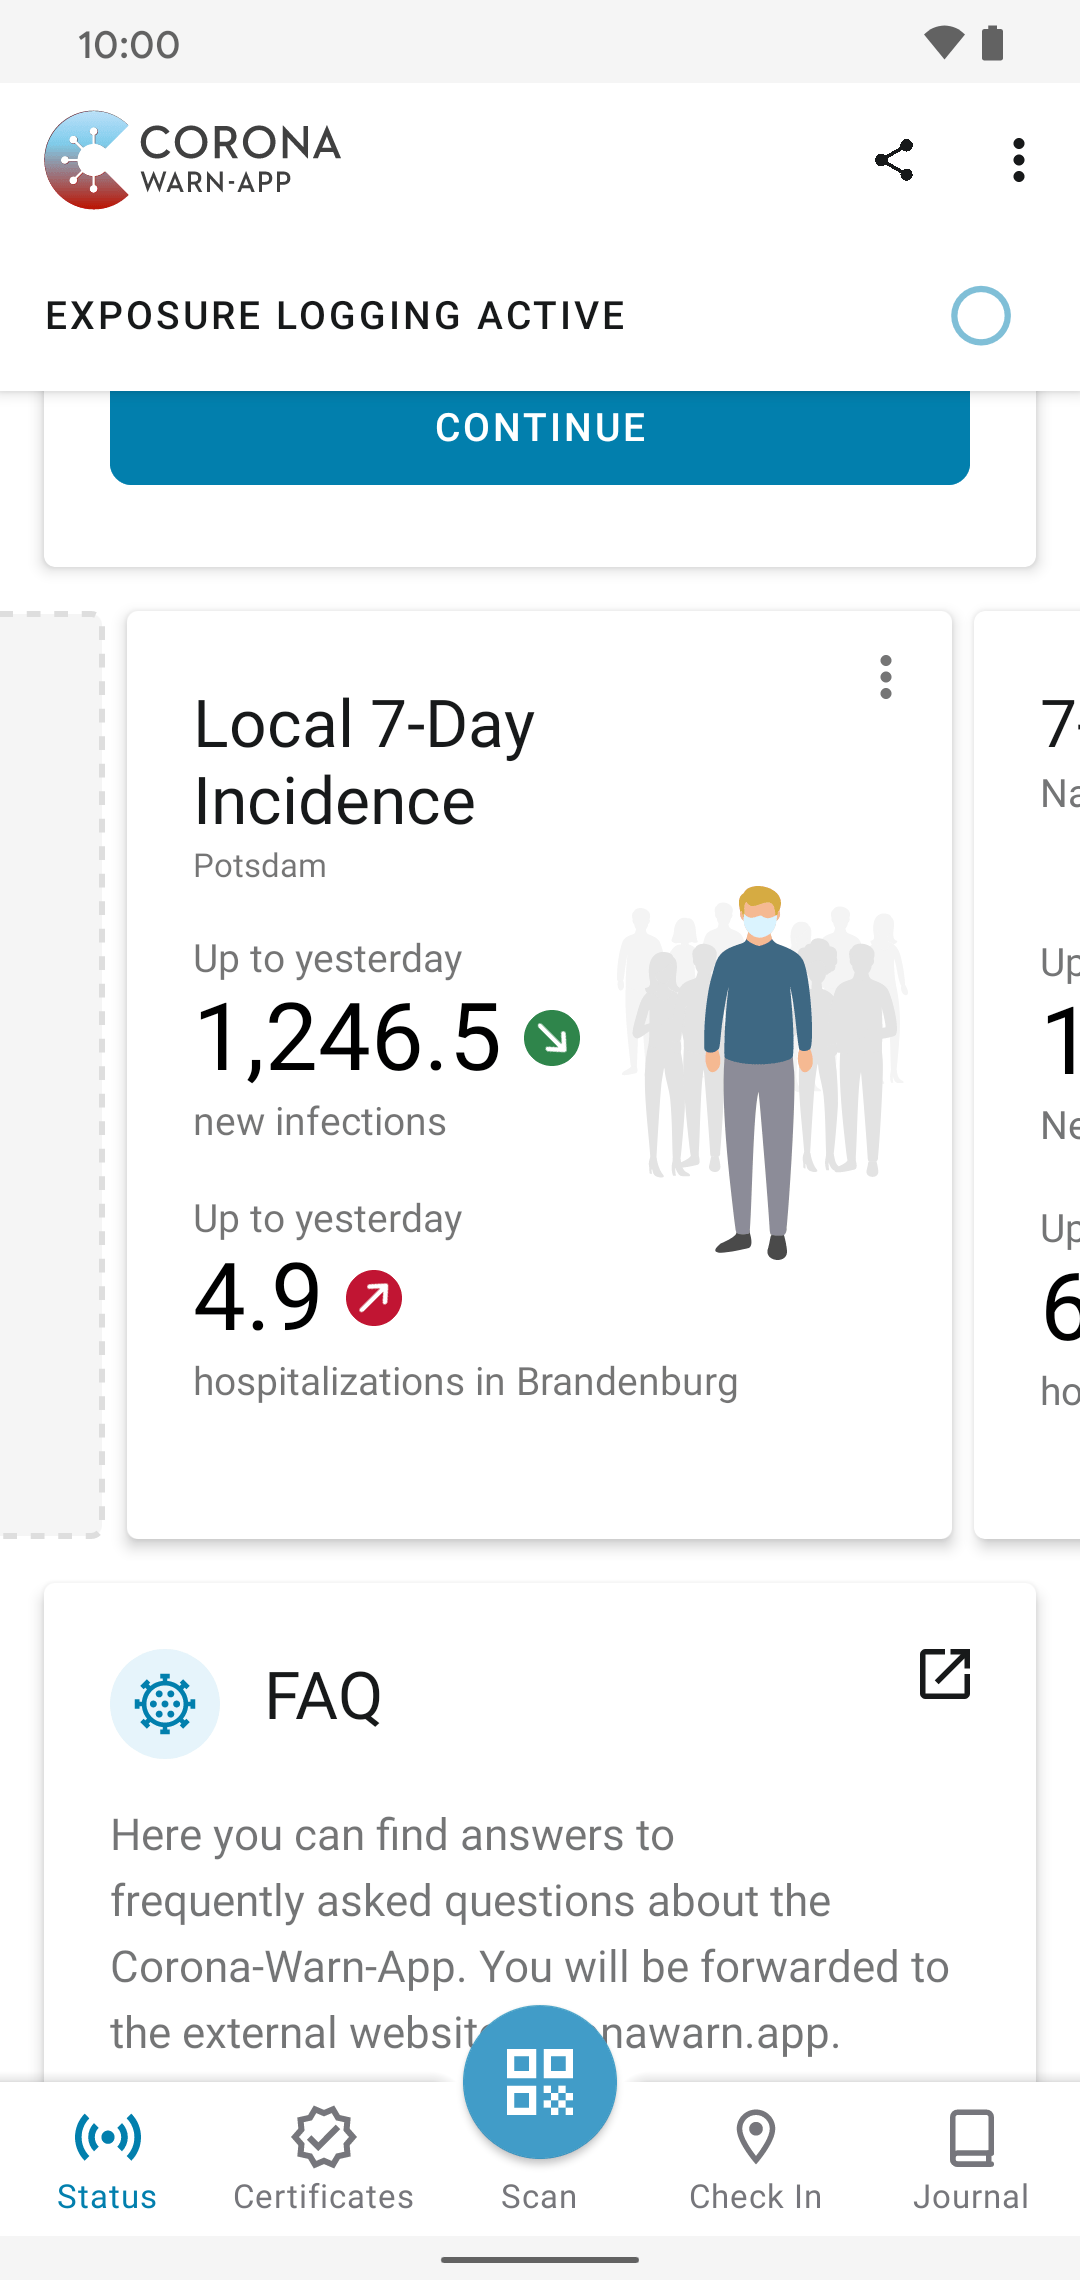 10:00
CORONA
WARN-APP
EXPOSURE LOGGING ACTIVE
CONTINUE
Local 7-Day
Incidence
Potsdam
Up to yesterday
1,246.5
new infections
Up to yesterday
4.9
hospitalizations in Brandenburg
7-
Na
Up
1
Ne
Up
6
ho
FAQ
Here you can find answers to
frequently asked questions about the
Corona-Warn-App. You will be forwarded to
the external nawarn.app.
Status
Certificates
Scan
Check In
Journal